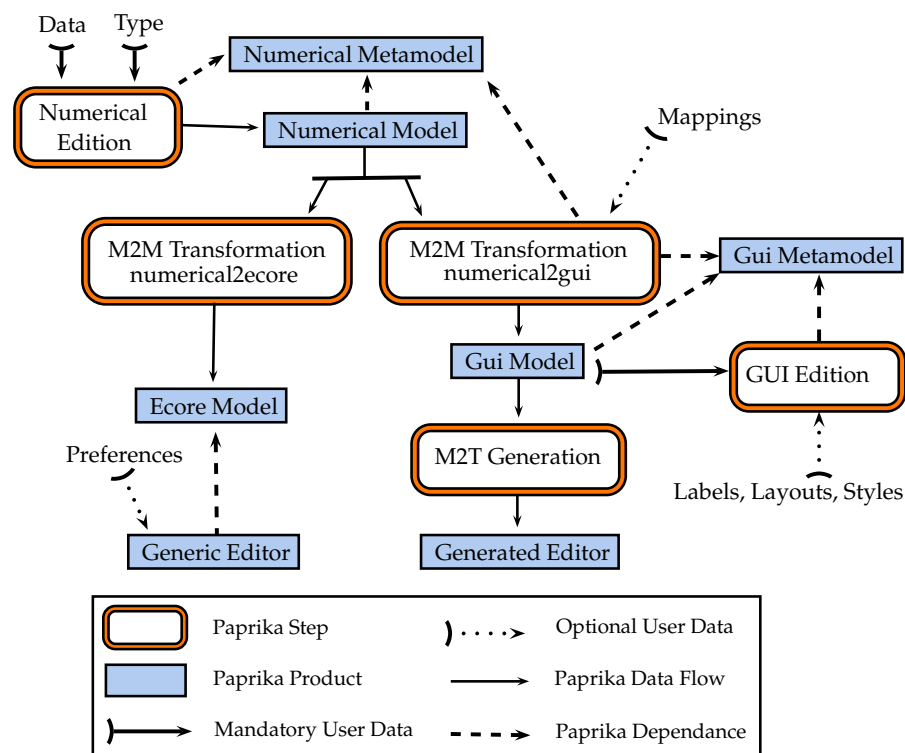 Data
Type
Numerical Metamodel
Numerical
Edition
Numerical Model
Mappings
M2M Transformation
numerical2ecore
M2M Transformation
numerical2gui
Gui Metamodel
Gui Model
GUI Edition
Ecore Model
Preferences
M2T Generation
Labels, Layouts, Styles
Generic Editor
Generated Editor
Paprika Step
Optional User Data
Paprika Product
Paprika Data Flow
Mandatory User Data
Paprika Dependance